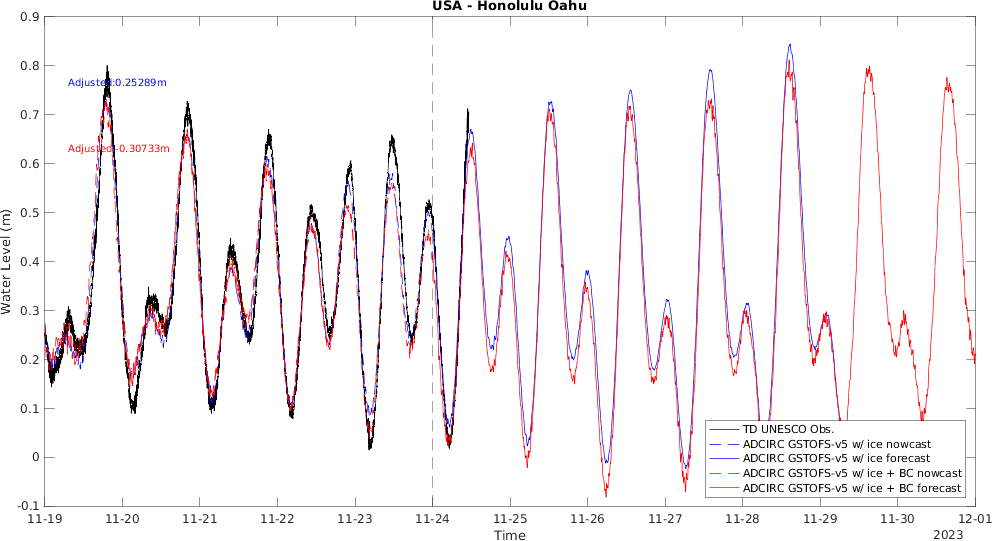 USA - Honolulu Oahu
0.9
0.8
0.7
0.6
0.5
0.4
0.3
0.2
0.1
0
-0.1
Water Level (m)
Adjusted:0.25289m
Adjusted:-0.30733m
TD UNESCO Obs.
ADCIRC GSTOFS-v5 w/ ice nowcast
ADCIRC GSTOFS-v5 w/ ice forecast
ADCIRC GSTOFS-v5 w/ ice + BC nowcast
ADCIRC GSTOFS-v5 w/ ice + BC forecast
11-19 11-20 11-21 11-22 11-23 11-24 11-25 11-26 11-27 11-28 11-29 11-30 12-01
Time
2023